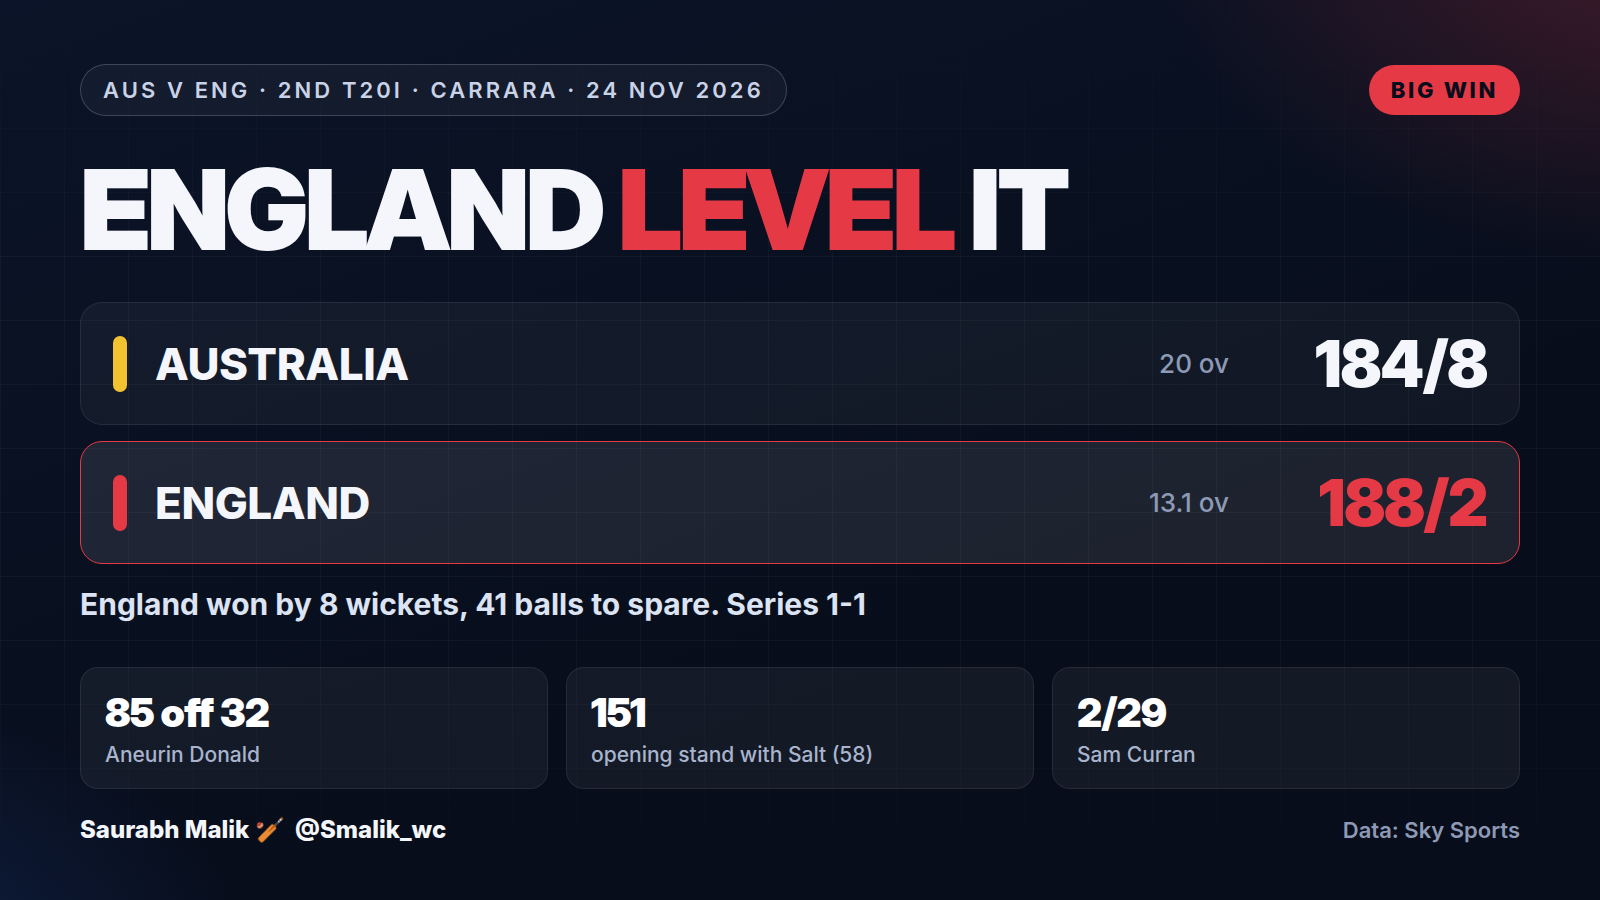 AUS V ENG · 2ND T20I · CARRARA · 24 NOV 2026
BIG WIN
ENGLAND LEVEL IT
AUSTRALIA 20 ov 184/8
ENGLAND 13.1 ov 188/2
England won by 8 wickets, 41 balls to spare. Series 1-1
85 off 32
Aneurin Donald
151
opening stand with Salt (58)
2/29
Sam Curran
Saurabh Malik 🏏 @Smalik_wc
Data: Sky Sports